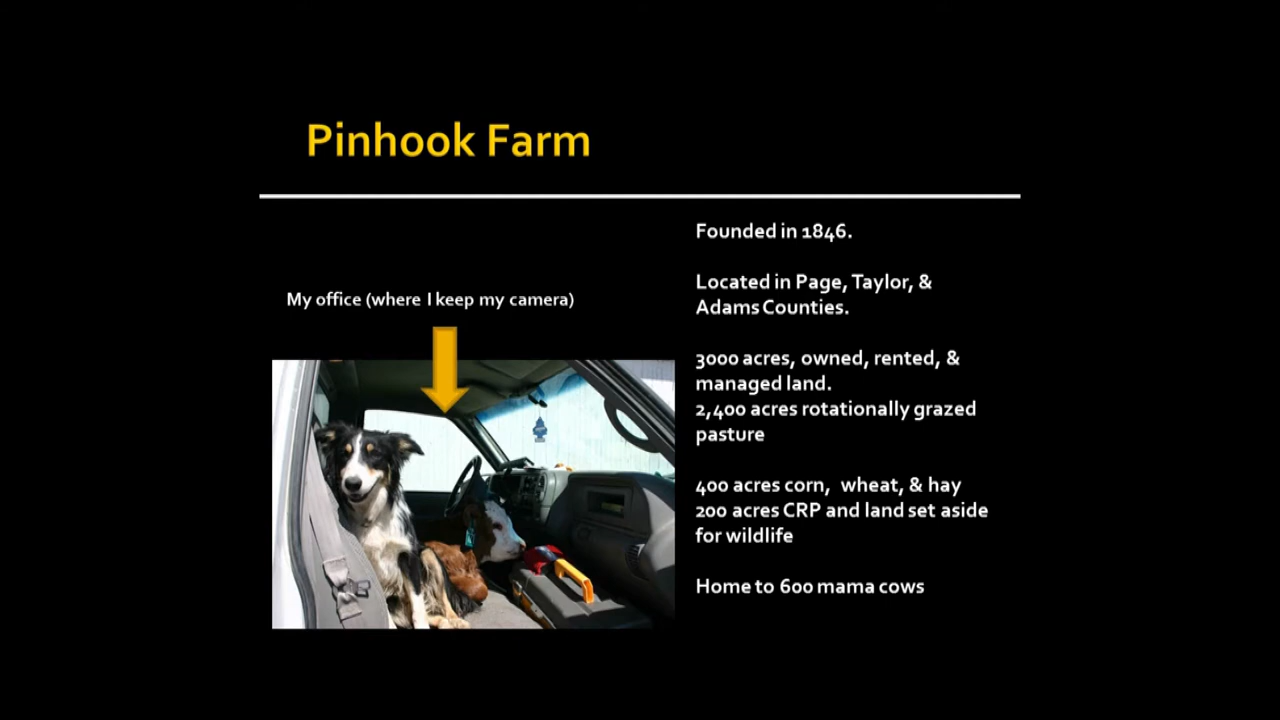 Pinhook Farm
My office (where I keep my camera)
Founded in 1846.
Located in Page, Taylor, &
Adams Counties.
3000 acres, owned, rented, &
managed land.
2,400 acres rotationally grazed
pasture
400 acres corn,  wheat, & hay
200 acres CRP and land set aside
for wildlife
Home to 600 mama cows